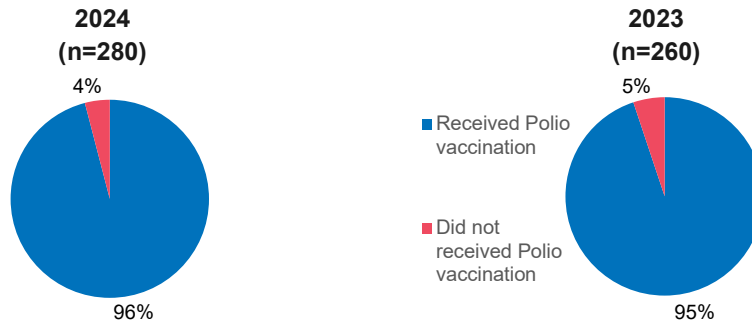 2024
(n=280)
4%
96%
Received Polio
vaccination
Did not
received Polio
vaccination
2023
(n=260)
5%
95%